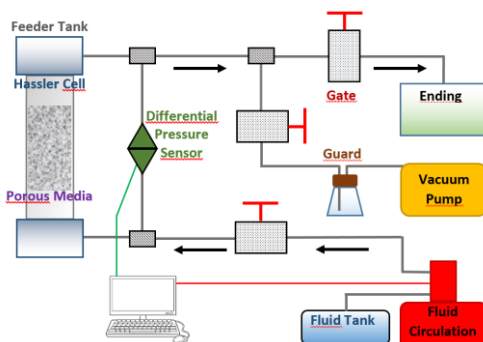 Feeder Tank
Hassler Cell
Differential
Pressure
Sensor
Gate
Ending
Porous Media
Guard
Vacuum
Pump
Fluid Tank
Fluid
Circulation